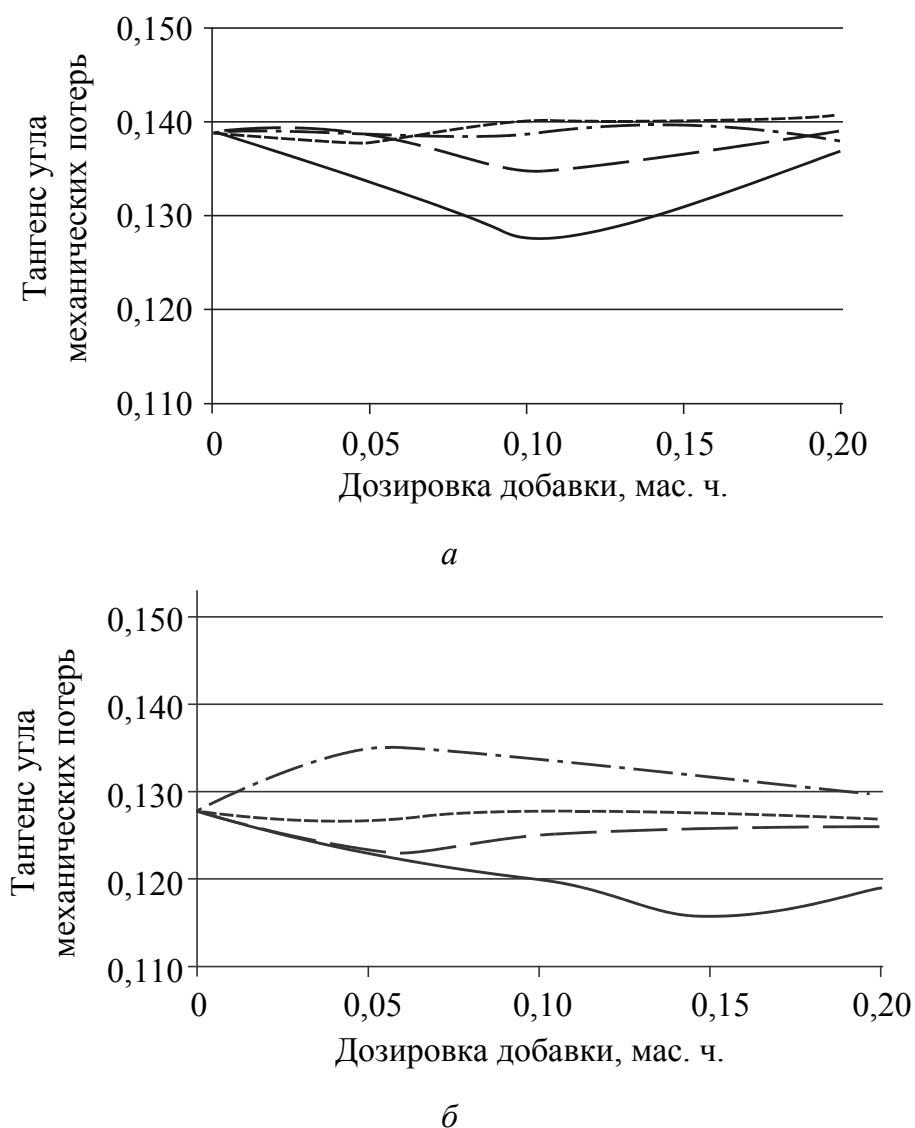 0,150
0,140
0,130
0,120
0,110
Тангенс угла
механических потерь
0 0,05 0,10 0,15 0,20
Дозировка добавки, мас. ч.
а
0,150
0,140
0,130
0,120
0,110
Тангенс угла
механических потерь
0 0,05 0,10 0,15 0,20
Дозировка добавки, мас. ч.
б